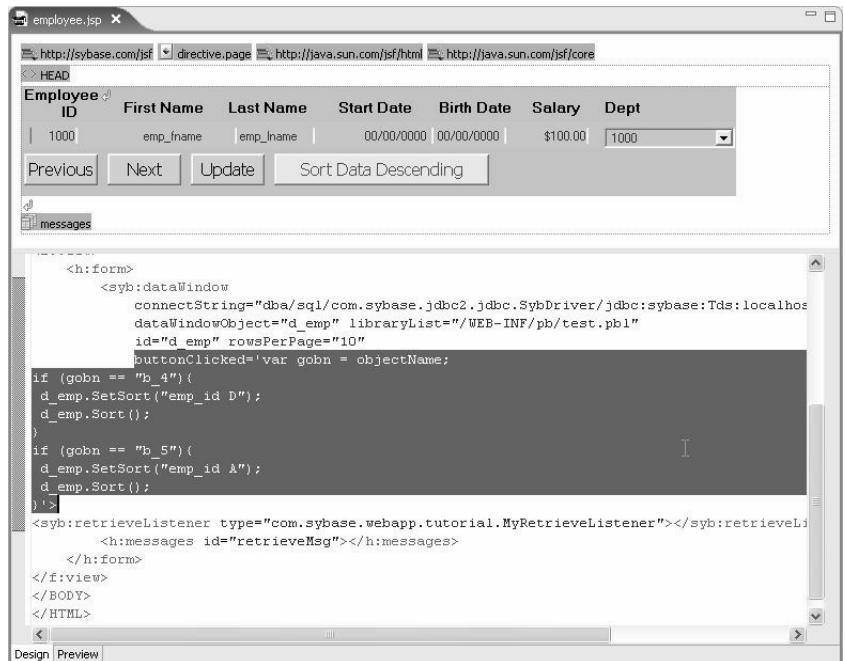 employee.jsp
http://sybase.com/jsf directive.page http://java.sun.com/jsf/html http://java.sun.com/jsf/core
HEAD
Employee ID First Name Last Name Start Date Birth Date Salary Dept
1000 emp_fname emp_lname 00/00/0000 00/00/0000 $100.00 1000
Previous Next Update Sort Data Descending
messages
<h:form>
<syb:dataWindow
connectString="dba/sql/com.sybase.jdbc2.jdbc.SybDriver/jdbc:sybase:Tds:localhos
dataWindowObject="d_emp" libraryList="/WEB-INF/pb/test.pbl"
id="d_emp" rowsPerPage="10"
buttonClicked='var gobn = objectName;
if (gobn == "b_4"){
d_emp.SetSort("emp_id D");
d_emp.Sort();
}
if (gobn == "b_5"){
d_emp.SetSort("emp_id A");
d_emp.Sort();
}'>
<syb:retrieveListener type="com.sybase.webapp.tutorial.MyRetrieveListener"></syb:retrieveLi
<h:messages id="retrieveMsg"></h:messages>
</h:form>
</f:view>
</BODY>
</HTML>
Design Preview